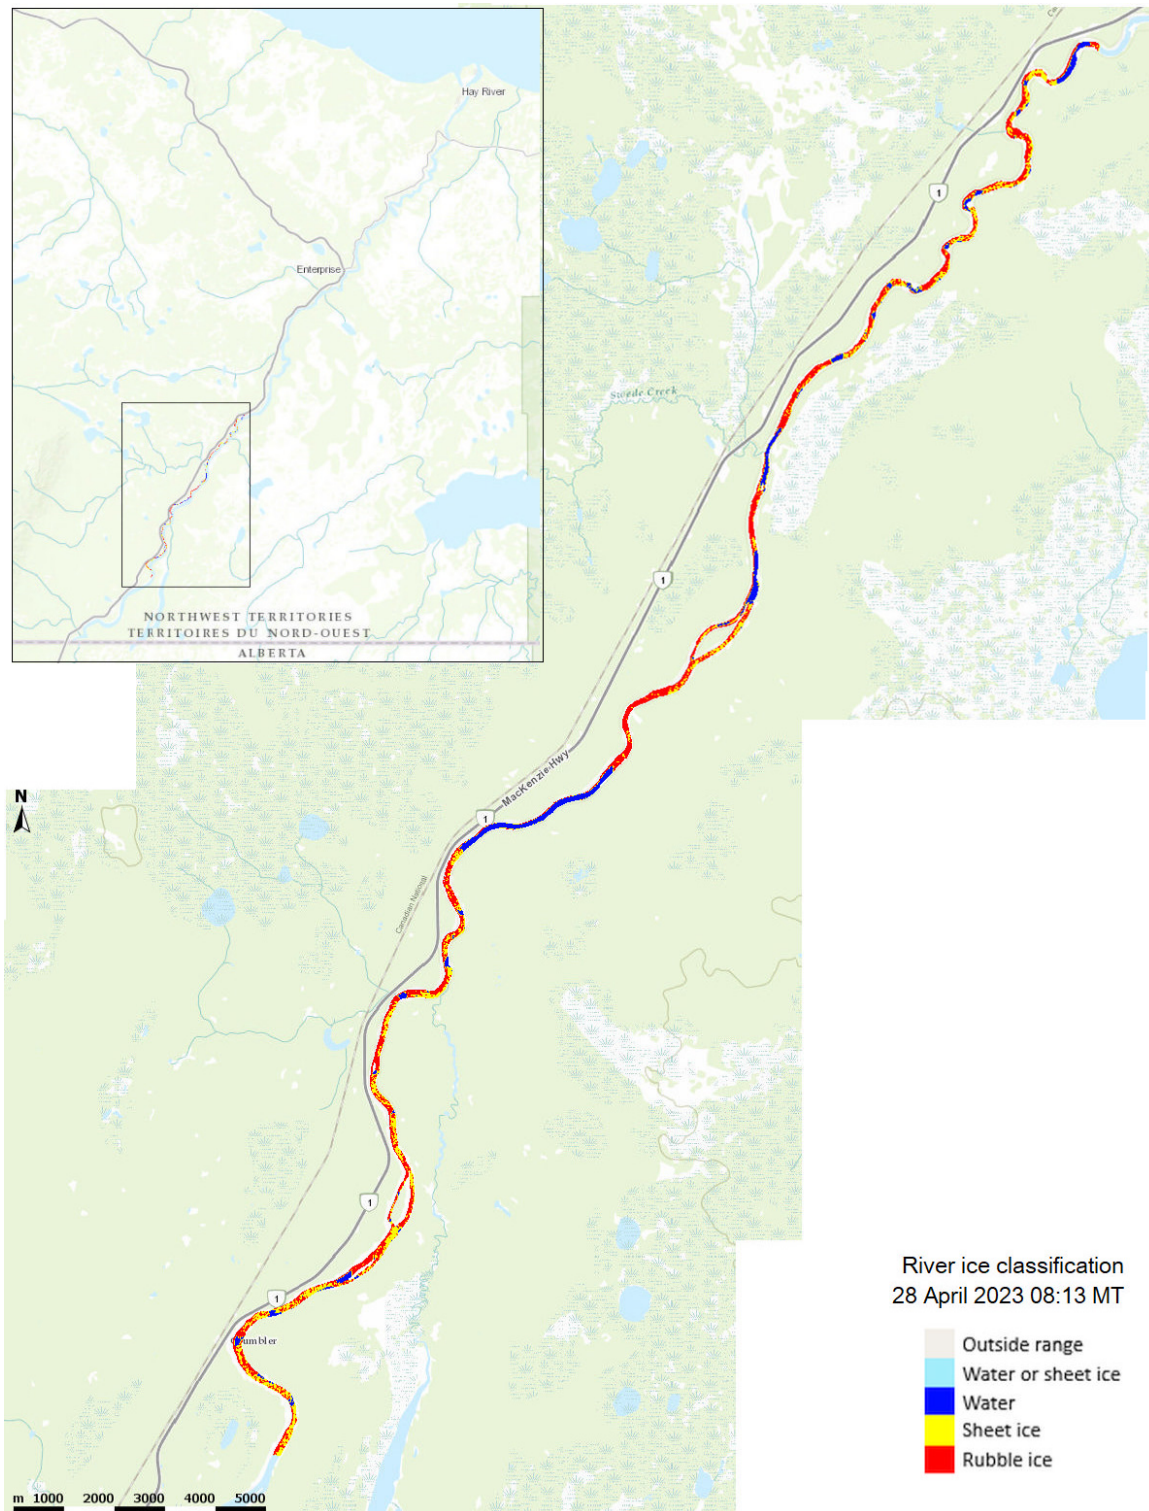 Hay River
Enterprise
NORTHWEST TERRITORIES
TERRITOIRES DU NORD-OUEST
ALBERTA
1
Swede Creek
1
MacKenzie Hwy
N
1
Canadian National
1
1
umbler
River ice classification
28 April 2023 08:13 MT
Outside range
Water or sheet ice
Water
Sheet ice
Rubble ice
m 1000 2000 3000 4000 5000